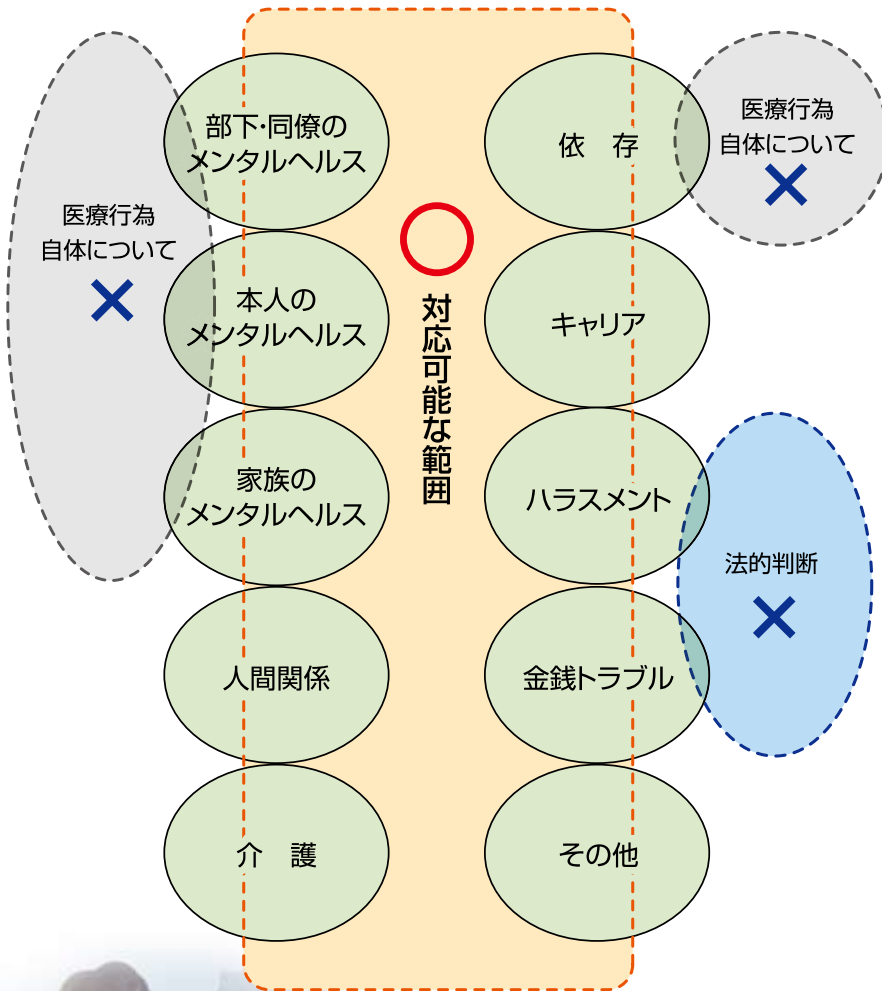 部下・同僚の
メンタルヘルス
本人の
メンタルヘルス
家族の
メンタルヘルス
人間関係
介　護
医療行為
自体について
×
○
対応可能な範囲
依　存
キャリア
ハラスメント
金銭トラブル
その他
医療行為
自体について
×
法的判断
×